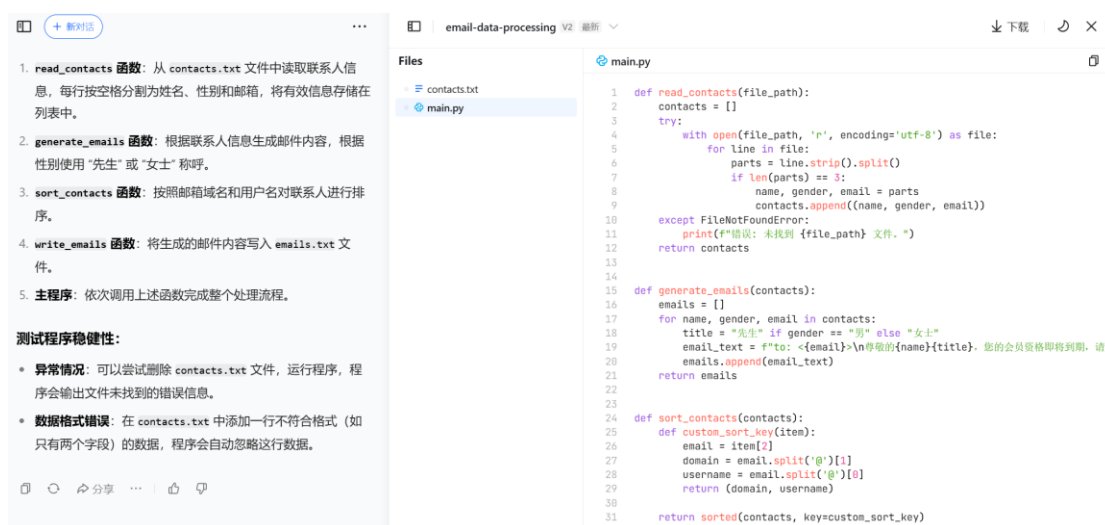 + 新对话
...
1. read_contacts 函数：从 contacts.txt 文件中读取联系人信
息，每行按空格分割为姓名、性别和邮箱，将有效信息存储在
列表中。
2. generate_emails 函数：根据联系人信息生成邮件内容，根据
性别使用 “先生” 或 “女士” 称呼。
3. sort_contacts 函数：按照邮箱域名和用户名对联系人进行排
序。
4. write_emails 函数：将生成的邮件内容写入 emails.txt 文
件。
5. 主程序：依次调用上述函数完成整个处理流程。
测试程序稳健性：
• 异常情况：可以尝试删除 contacts.txt 文件，运行程序，程
序会输出文件未找到的错误信息。
• 数据格式错误：在 contacts.txt 中添加一行不符合格式（如
只有两个字段）的数据，程序会自动忽略这行数据。
分享 ...
email-data-processing V2 最新
下载
Files
contacts.txt
main.py
main.py
1 def read_contacts(file_path):
2     contacts = []
3     try:
4         with open(file_path, 'r', encoding='utf-8') as file:
5             for line in file:
6                 parts = line.strip().split()
7                 if len(parts) == 3:
8                     name, gender, email = parts
9                     contacts.append((name, gender, email))
10     except FileNotFoundError:
11         print(f"错误: 未找到 {file_path} 文件。")
12     return contacts
13
14
15 def generate_emails(contacts):
16     emails = []
17     for name, gender, email in contacts:
18         title = "先生" if gender == "男" else "女士"
19         email_text = f"to: <{email}>\n尊敬的{name}{title}，您的会员资格即将到期，请
20         emails.append(email_text)
21     return emails
22
23
24 def sort_contacts(contacts):
25     def custom_sort_key(item):
26         email = item[2]
27         domain = email.split('@')[1]
28         username = email.split('@')[0]
29         return (domain, username)
30
31     return sorted(contacts, key=custom_sort_key)